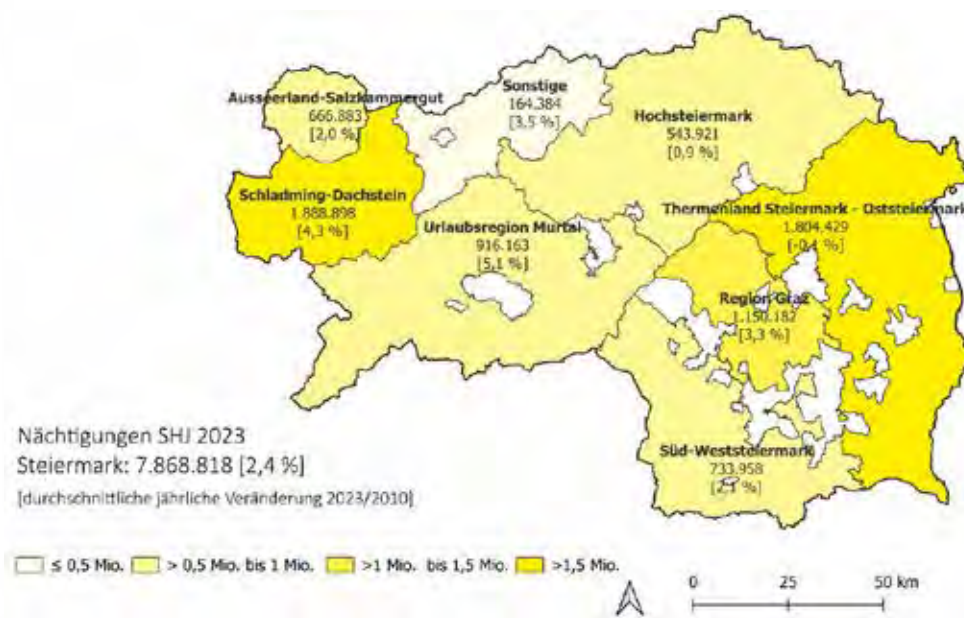 Ausseerland-Salzkammergut
666.883
[2,0 %]
Sonstige
164.384
[3,5 %]
Hochsteiermark
543.921
[0,9 %]
Schladming-Dachstein
1.888.898
[4,3 %]
Urlaubsregion Murtal
916.163
[5,1 %]
Thermenland Steiermark - Oststeiermark
1.804.429
[-0,1 %]
Region Graz
1.150.182
[3,3 %]
Süd-Weststeiermark
733.958
[2,1 %]
Nächtigungen SHJ 2023
Steiermark: 7.868.818 [2,4 %]
[durchschnittliche jährliche Veränderung 2023/2010]
≤ 0,5 Mio. > 0,5 Mio. bis 1 Mio. >1 Mio. bis 1,5 Mio. >1,5 Mio.
0 25 50 km